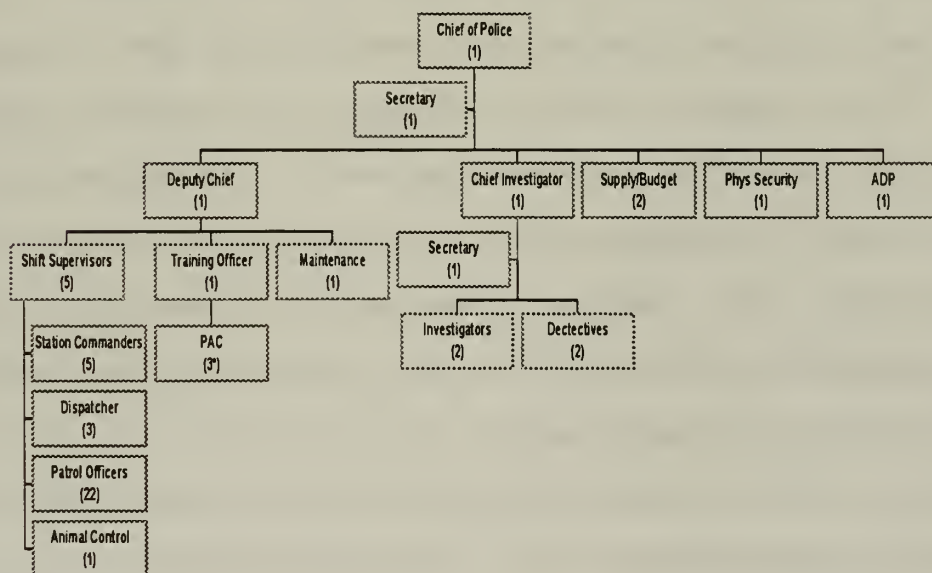 Chief of Police
(1)
Secretary
(1)
Deputy Chief
(1)
Chief Investigator
(1)
Supply/Budget
(2)
Phys Security
(1)
ADP
(1)
Shift Supervisors
(5)
Training Officer
(1)
Maintenance
(1)
Secretary
(1)
Station Commanders
(5)
PAC
(3*)
Investigators
(2)
Dectectives
(2)
Dispatcher
(3)
Patrol Officers
(22)
Animal Control
(1)